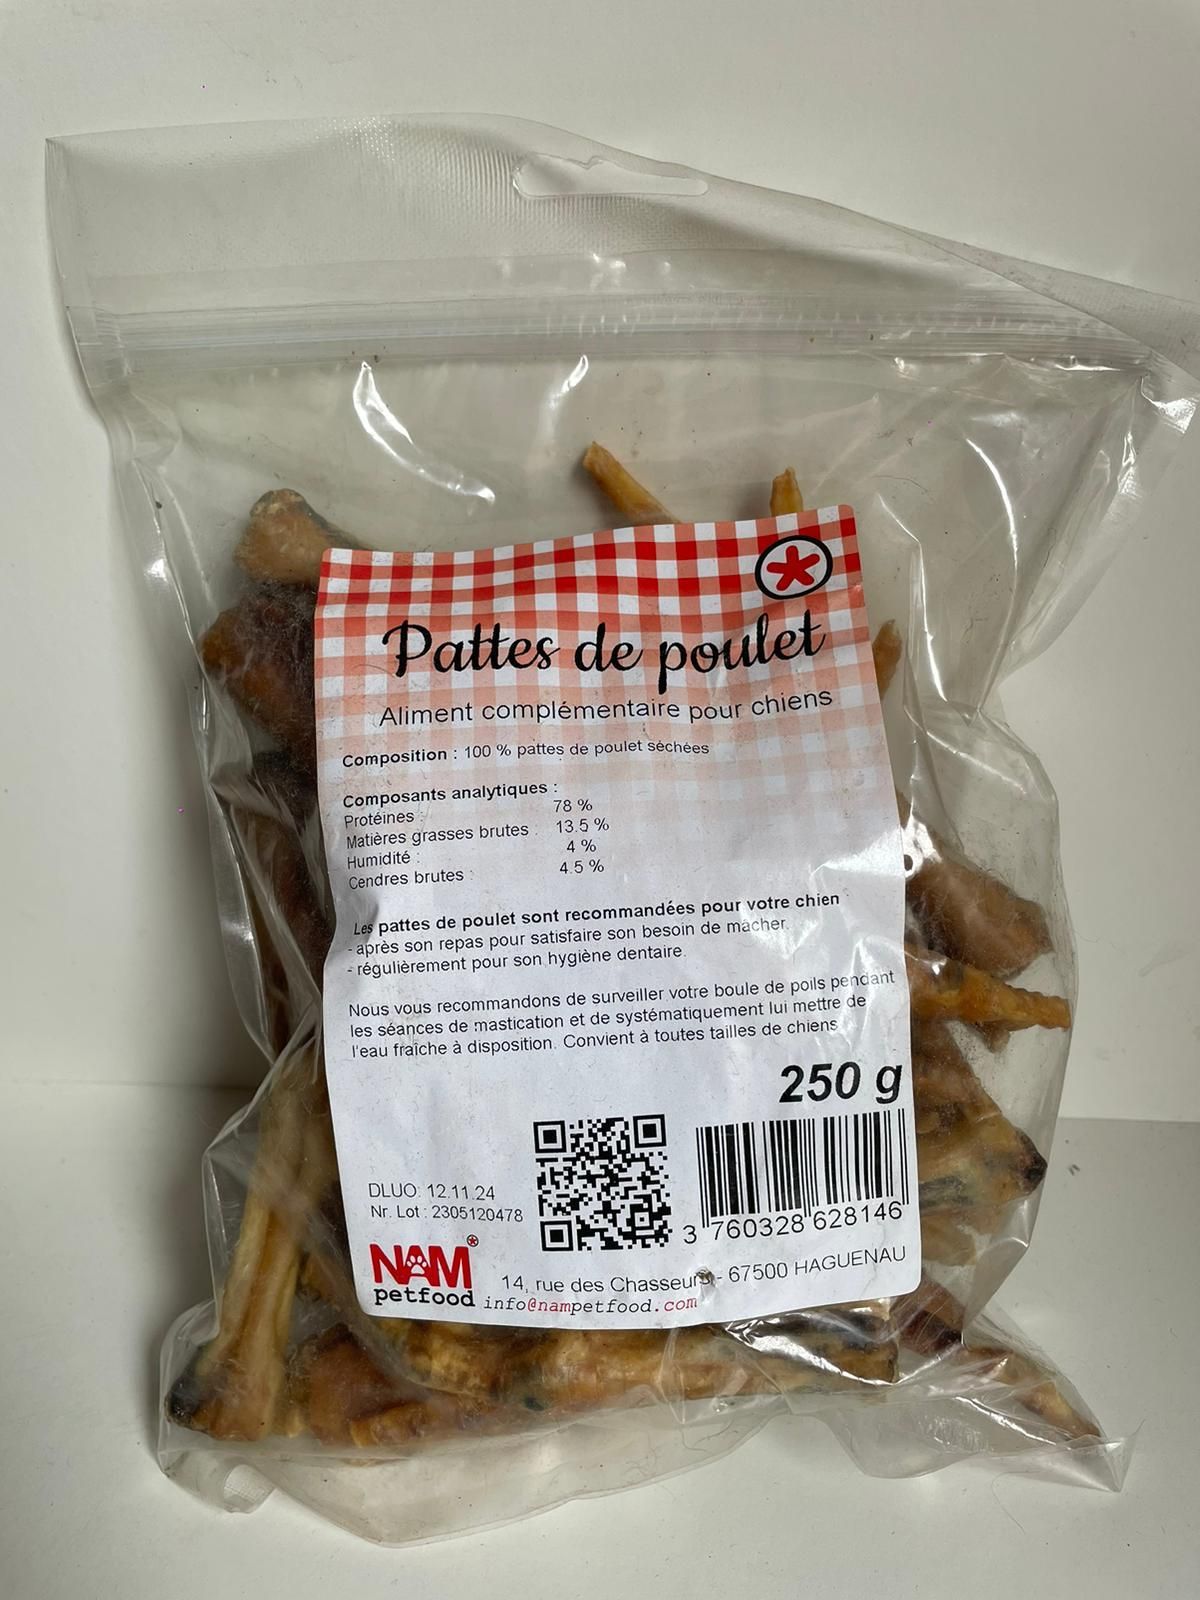 Pattes de poulet
Aliment complémentaire pour chiens
Composition : 100 % pattes de poulet séchées
Composants analytiques :
Protéines : 78 %
Matières grasses brutes : 13.5 %
Humidité : 4 %
Cendres brutes : 4.5 %
Les pattes de poulet sont recommandées pour votre chien :
- après son repas pour satisfaire son besoin de mâcher.
- régulièrement pour son hygiène dentaire.
Nous vous recommandons de surveiller votre boule de poils pendant
les séances de mastication et de systématiquement lui mettre de
l'eau fraîche à disposition. Convient à toutes tailles de chiens.
250 g
DLUO: 12.11.24
Nr. Lot : 2305120478
3 760328 628146
NAM
petfood
14, rue des Chasseurs - 67500 HAGUENAU
info@nampetfood.com